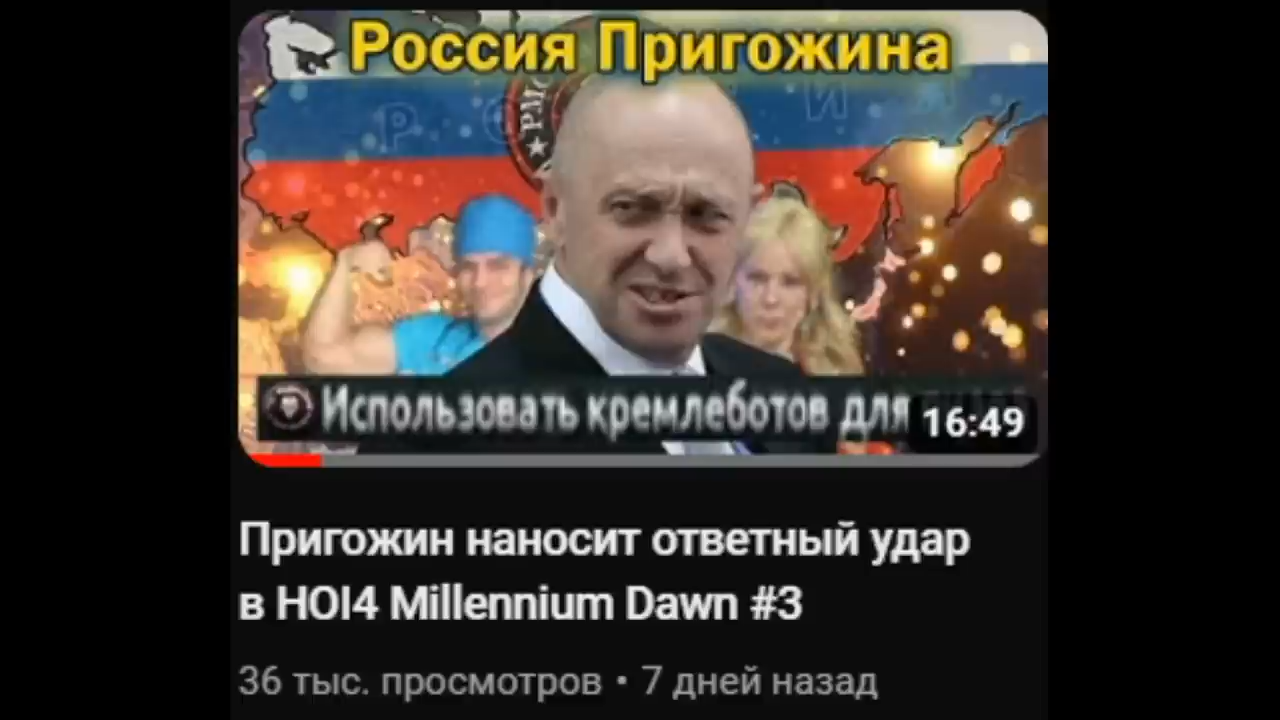 Россия Пригожина
РМС
Использовать кремлеботов для
16:49
Пригожин наносит ответный удар
в HOI4 Millennium Dawn #3
36 тыс. просмотров • 7 дней назад